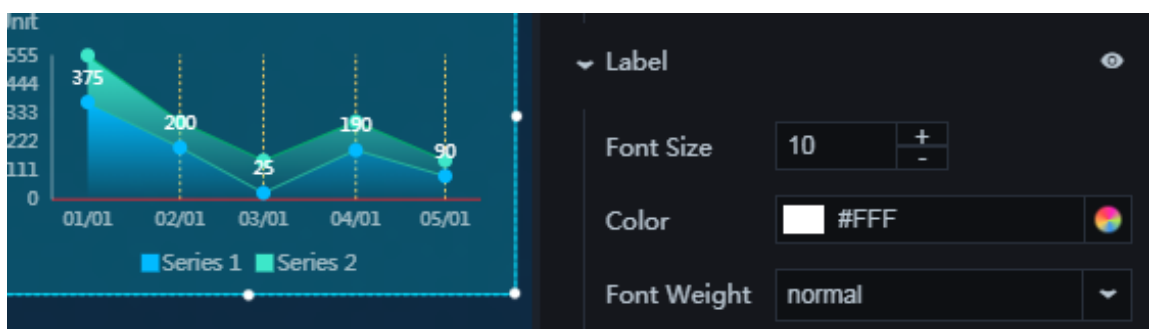 Unit
555
444
333
222
111
0
375
200
25
190
90
01/01 02/01 03/01 04/01 05/01
Series 1 Series 2
Label
Font Size 10 + -
Color #FFF
Font Weight normal